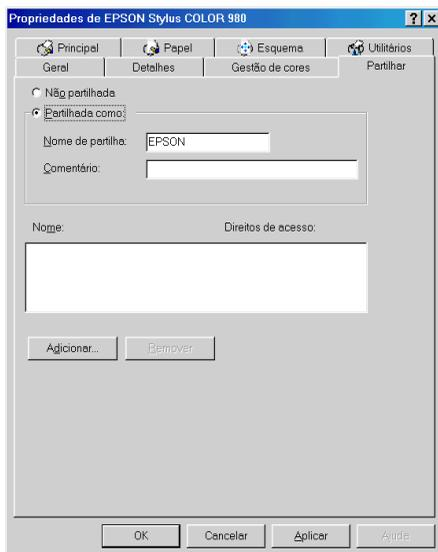 Propriedades de EPSON Stylus COLOR 980
Principal Papel Esquema Utilitários
Geral Detalhes Gestão de cores Partilhar
Não partilhada
Partilhada como:
Nome de partilha: EPSON
Comentário:
Nome: Direitos de acesso:
Adicionar... Remover
OK Cancelar Aplicar Ajuda